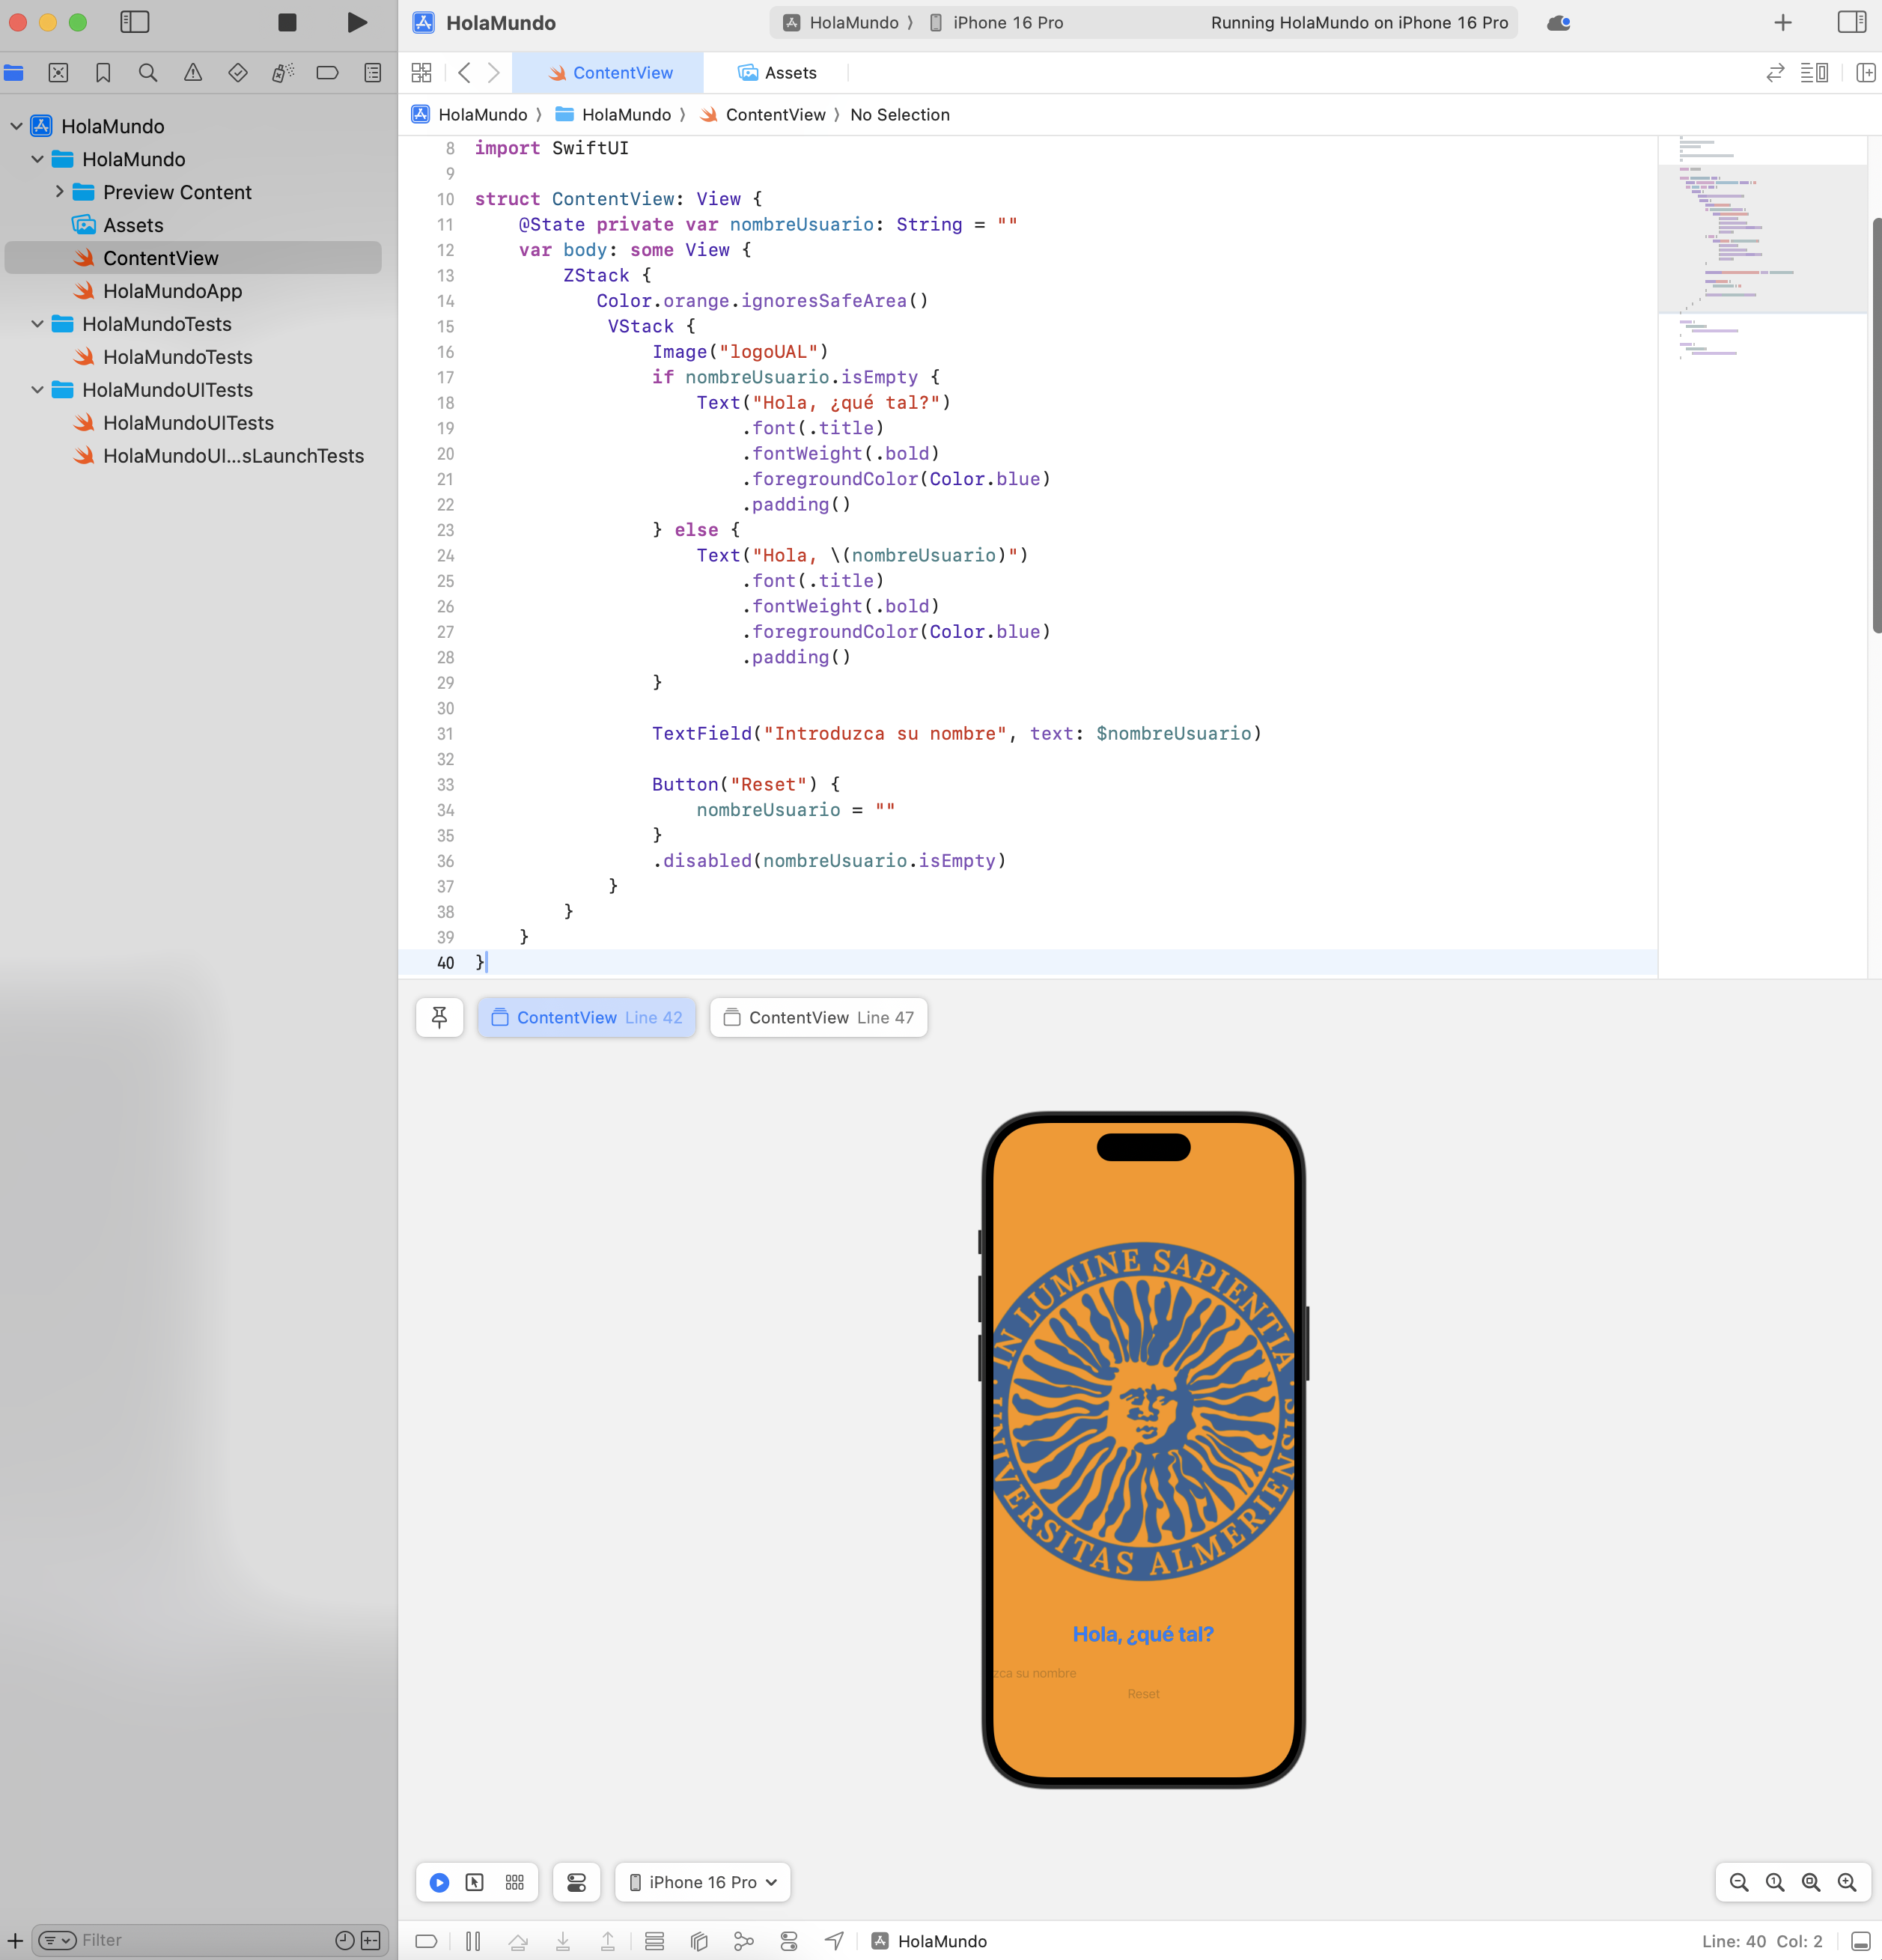 HolaMundo
HolaMundo 〉 iPhone 16 Pro
Running HolaMundo on iPhone 16 Pro
ContentView
Assets
HolaMundo 〉 HolaMundo 〉 ContentView 〉 No Selection
HolaMundo
HolaMundo
Preview Content
Assets
ContentView
HolaMundoApp
HolaMundoTests
HolaMundoTests
HolaMundoUITests
HolaMundoUITests
HolaMundoUI...sLaunchTests
Filter
8 import SwiftUI
9
10 struct ContentView: View {
11 @State private var nombreUsuario: String = ""
12 var body: some View {
13 ZStack {
14 Color.orange.ignoresSafeArea()
15 VStack {
16 Image("logoUAL")
17 if nombreUsuario.isEmpty {
18 Text("Hola, ¿qué tal?")
19 .font(.title)
20 .fontWeight(.bold)
21 .foregroundColor(Color.blue)
22 .padding()
23 } else {
24 Text("Hola, \(nombreUsuario)")
25 .font(.title)
26 .fontWeight(.bold)
27 .foregroundColor(Color.blue)
28 .padding()
29 }
30
31 TextField("Introduzca su nombre", text: $nombreUsuario)
32
33 Button("Reset") {
34 nombreUsuario = ""
35 }
36 .disabled(nombreUsuario.isEmpty)
37 }
38 }
39 }
40 }
ContentView Line 42
ContentView Line 47
IN LUMINE SAPIENTIA
VERSITAS ALMERIENS
Hola, ¿qué tal?
zca su nombre
Reset
iPhone 16 Pro
HolaMundo
Line: 40 Col: 2